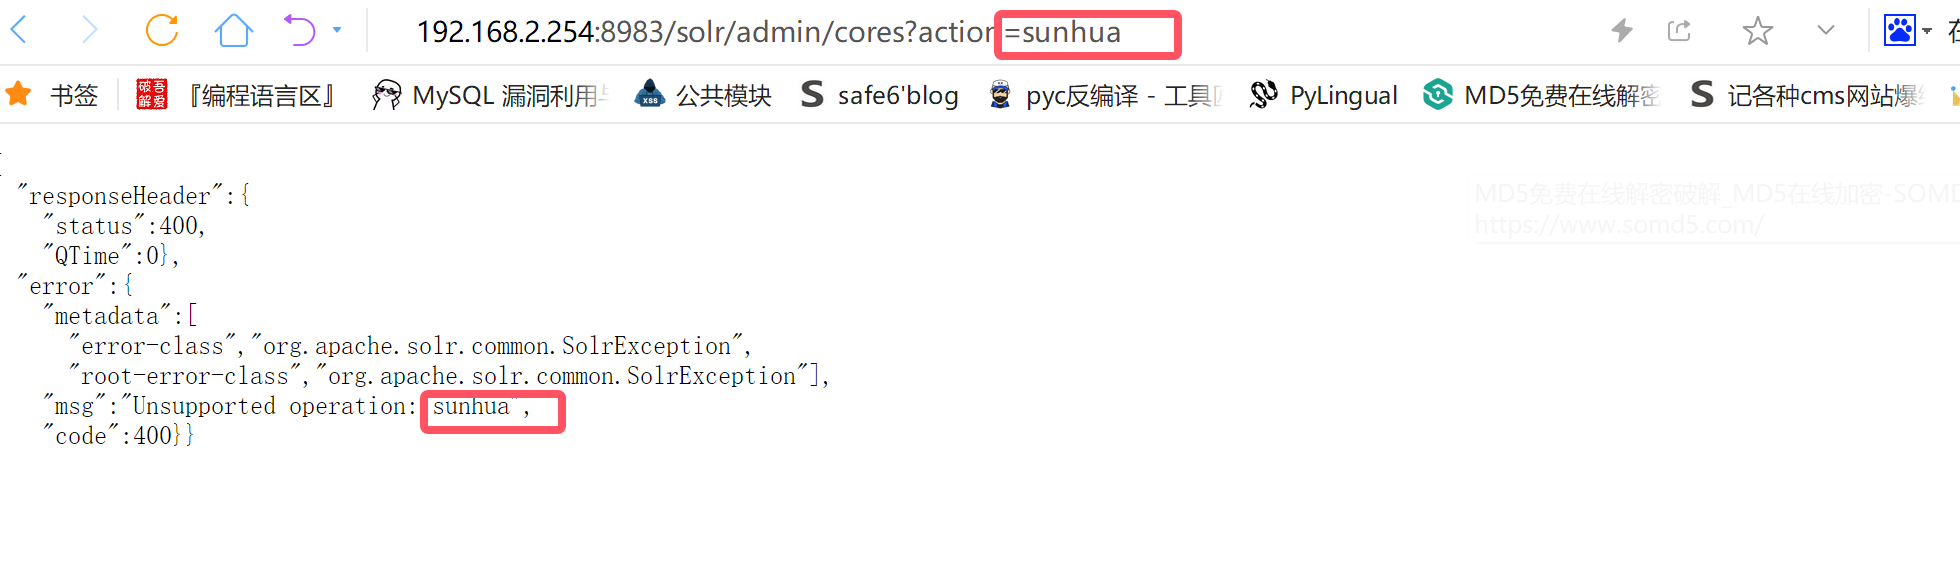 192.168.2.254:8983/solr/admin/cores?action=sunhua
在
书签 吾爱破解 『编程语言区』 MySQL 漏洞利用 XSS 公共模块 S safe6'blog pyc反编译 - 工具 PyLingual MD5免费在线解密 S 记各种cms网站爆
"responseHeader":{
"status":400,
"QTime":0},
"error":{
"metadata":[
"error-class","org.apache.solr.common.SolrException",
"root-error-class","org.apache.solr.common.SolrException"],
"msg":"Unsupported operation: sunhua",
"code":400}}
MD5免费在线解密破解_MD5在线加密-SOMD
https://www.somd5.com/